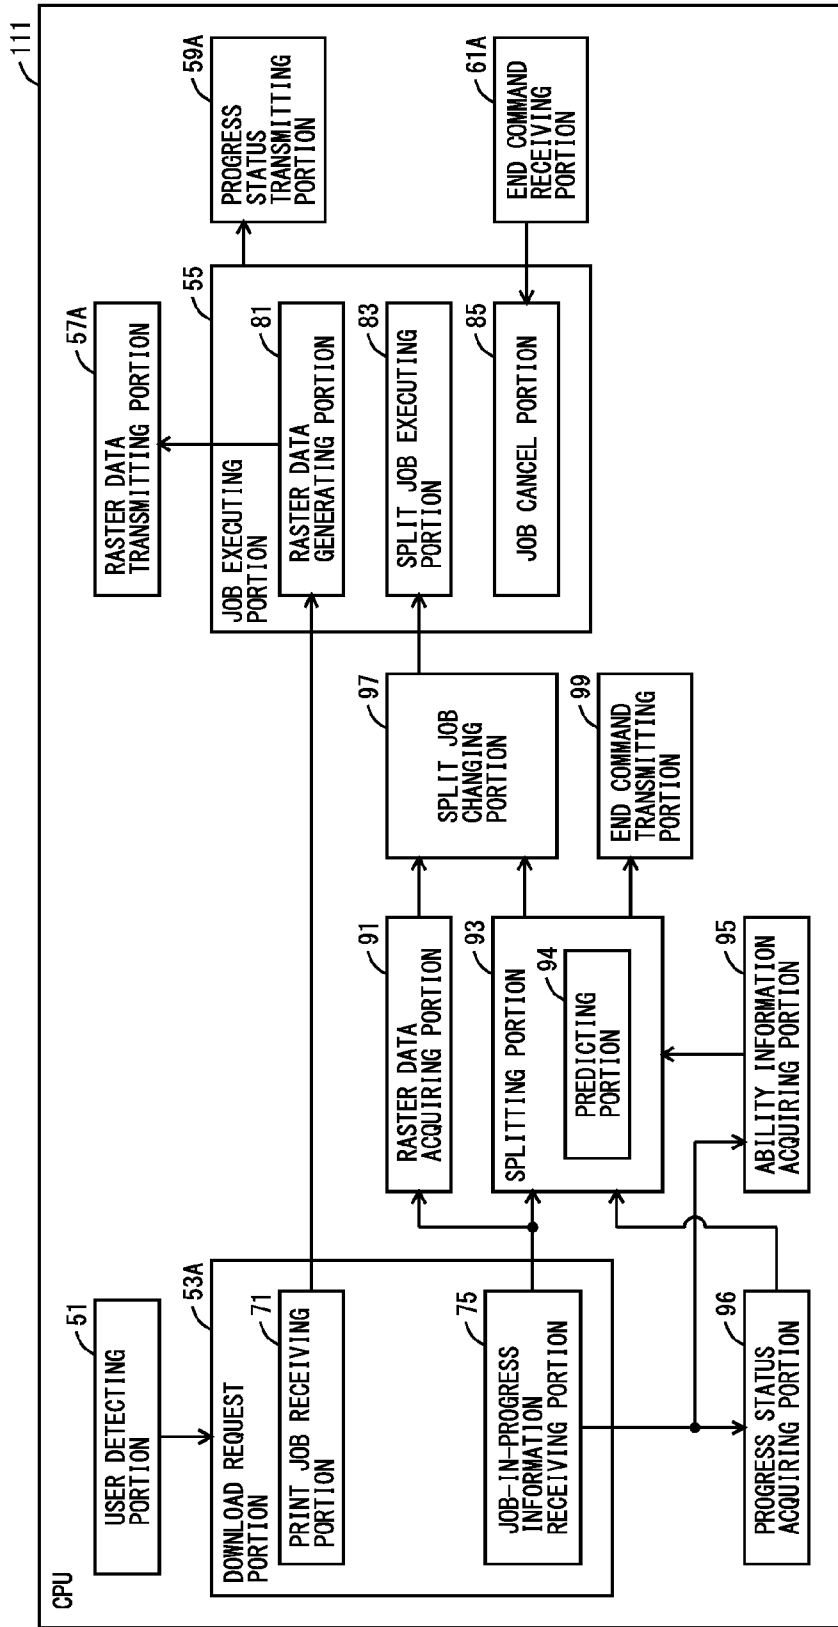 111
CPU
51
USER DETECTING
PORTION
53A
DOWNLOAD REQUEST
PORTION
71
PRINT JOB RECEIVING
PORTION
75
JOB-IN-PROGRESS
INFORMATION
RECEIVING PORTION
96
PROGRESS STATUS
ACQUIRING PORTION
91
RASTER DATA
ACQUIRING PORTION
93
SPLITTING PORTION
94
PREDICTING
PORTION
95
ABILITY INFORMATION
ACQUIRING PORTION
97
SPLIT JOB
CHANGING
PORTION
99
END COMMAND
TRANSMITTING
PORTION
57A
RASTER DATA
TRANSMITTING PORTION
55
JOB EXECUTING
PORTION
81
RASTER DATA
GENERATING PORTION
83
SPLIT JOB EXECUTING
PORTION
85
JOB CANCEL PORTION
59A
PROGRESS
STATUS
TRANSMITTING
PORTION
61A
END COMMAND
RECEIVING
PORTION